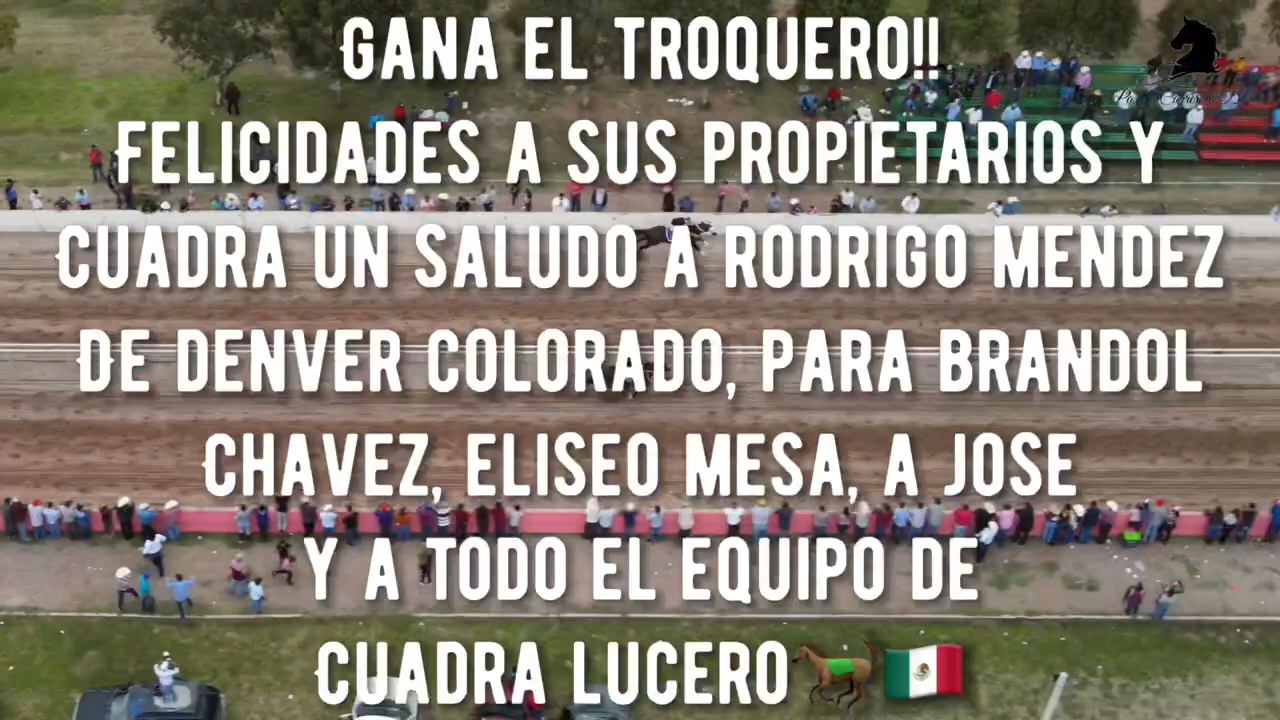 GANA EL TROQUERO!!
FELICIDADES A SUS PROPIETARIOS Y
CUADRA UN SALUDO A RODRIGO MENDEZ
DE DENVER COLORADO, PARA BRANDOL
CHAVEZ, ELISEO MESA, A JOSE
Y A TODO EL EQUIPO DE
CUADRA LUCERO